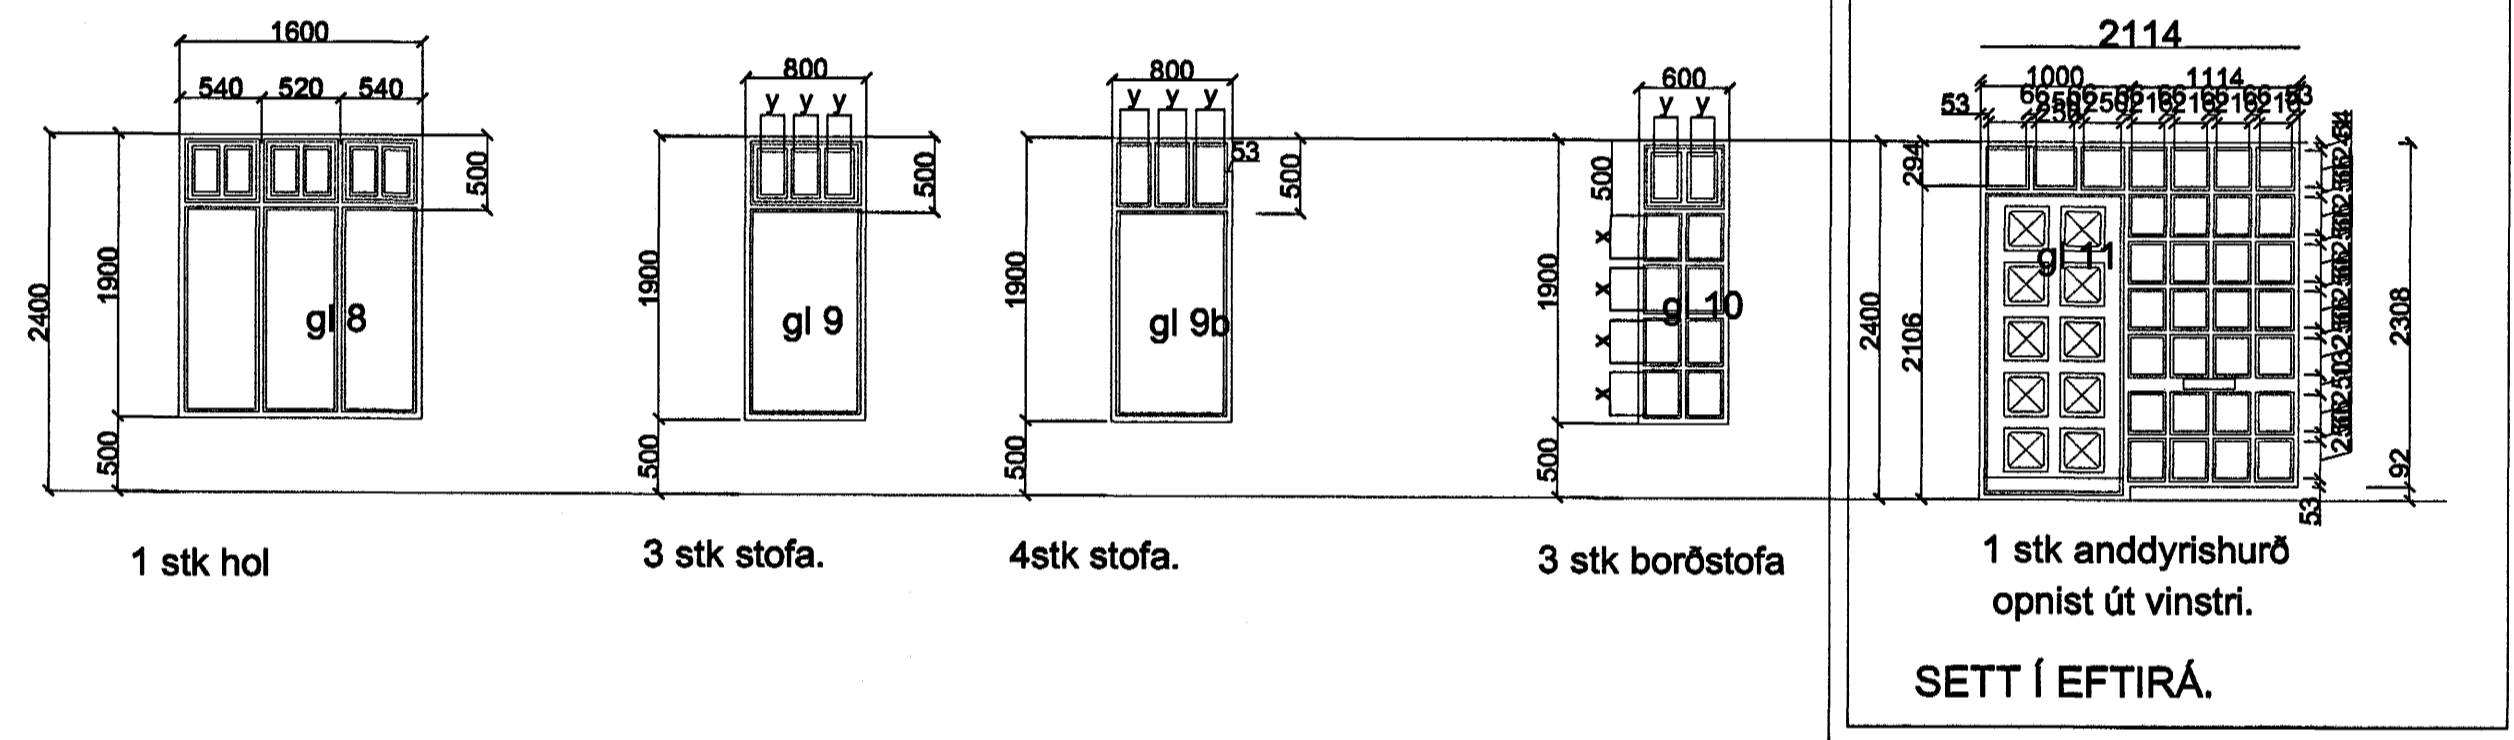 1600
540 520 540
2400
1900
500
500
gl 8
1 stk hol
800
y y y
1900
500
500
gl 9
3 stk stofa.
800
y y y
53
1900
500
500
gl 9b
4stk stofa.
600
y y
500
x
x
x
x
1900
500
gl 10
3 stk borðstofa
2114
1000 1114
53
294
2400
2106
gl 11
2308
92
53
1 stk anddyrishurð
opnist út vinstri.
SETT Í EFTIRÁ.